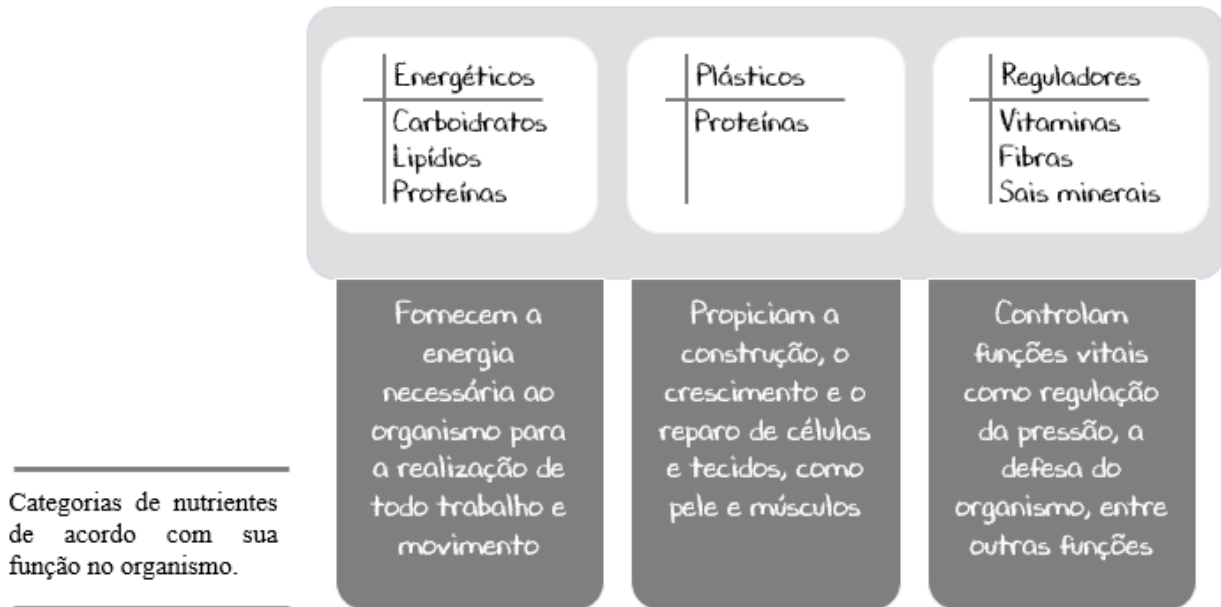 Energéticos
Carboidratos
Lipídios
Proteínas
Plásticos
Proteínas
Reguladores
Vitaminas
Fibras
Sais minerais
Fornecem a
energia
necessária ao
organismo para
a realização de
todo trabalho e
movimento
Propiciam a
construção, o
crescimento e o
reparo de células
e tecidos, como
pele e músculos
Controlam
funções vitais
como regulação
da pressão, a
defesa do
organismo, entre
outras funções
Categorias de nutrientes
de acordo com sua
função no organismo.